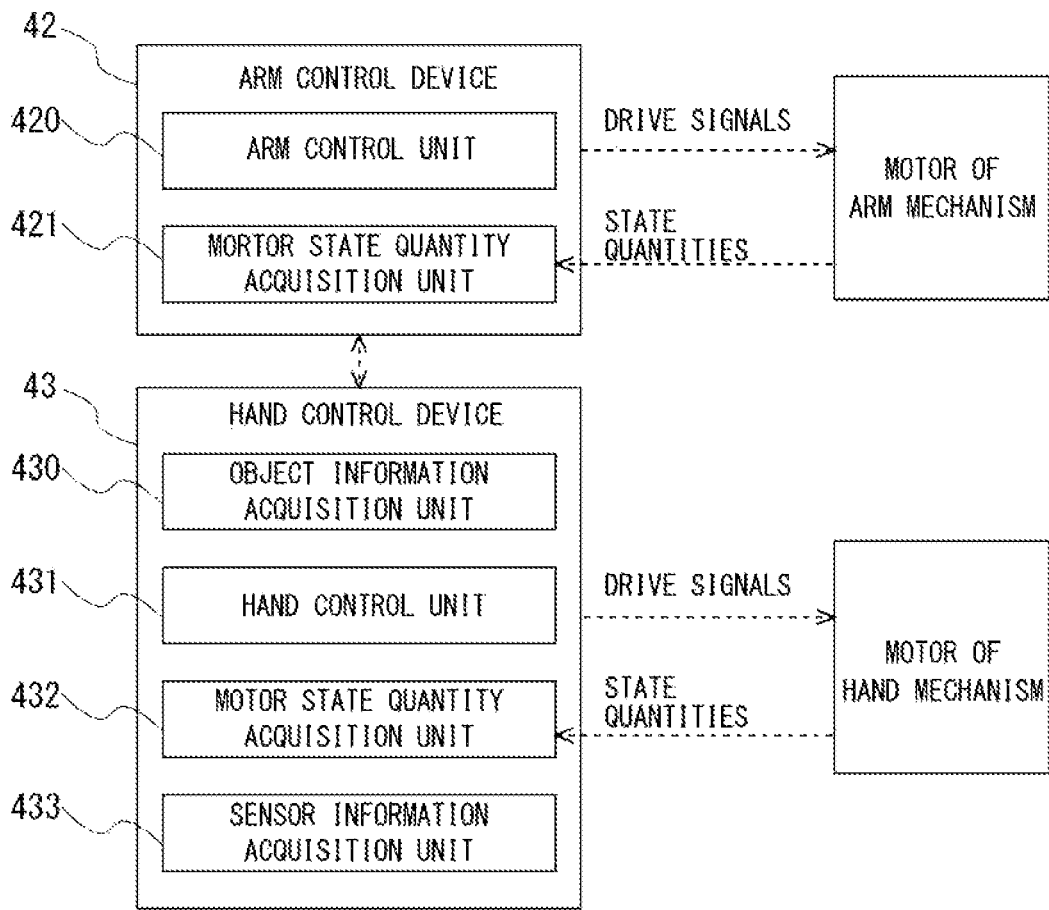 42
ARM CONTROL DEVICE
420
ARM CONTROL UNIT
DRIVE SIGNALS
MOTOR OF
ARM MECHANISM
421
MORTOR STATE QUANTITY
ACQUISITION UNIT
STATE
QUANTITIES
43
HAND CONTROL DEVICE
430
OBJECT INFORMATION
ACQUISITION UNIT
431
HAND CONTROL UNIT
DRIVE SIGNALS
MOTOR OF
HAND MECHANISM
432
MOTOR STATE QUANTITY
ACQUISITION UNIT
STATE
QUANTITIES
433
SENSOR INFORMATION
ACQUISITION UNIT